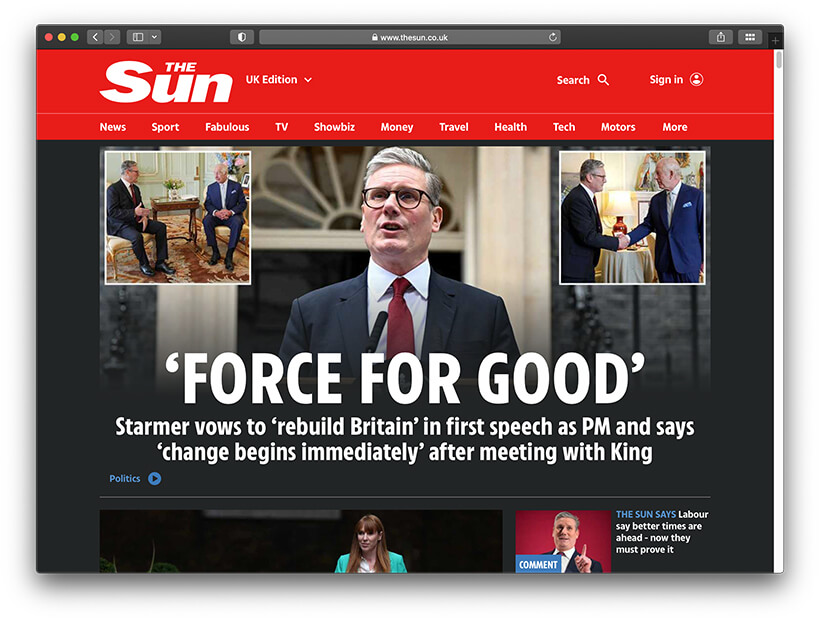 www.thesun.co.uk
THE
Sun
UK Edition
Search
Sign in
News Sport Fabulous TV Showbiz Money Travel Health Tech Motors More
‘FORCE FOR GOOD’
Starmer vows to ‘rebuild Britain’ in first speech as PM and says
‘change begins immediately’ after meeting with King
Politics
THE SUN SAYS Labour
say better times are
ahead - now they
must prove it
COMMENT